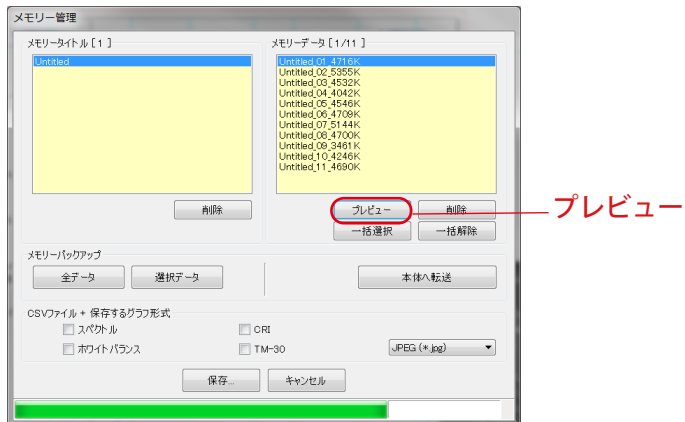 メモリー管理
メモリータイトル [ 1 ]
Untitled
削除
メモリーデータ [ 1/11 ]
Untitled_01_4716K
Untitled_02_5355K
Untitled_03_4532K
Untitled_04_4042K
Untitled_05_4546K
Untitled_06_4709K
Untitled_07_5144K
Untitled_08_4700K
Untitled_09_3461K
Untitled_10_4246K
Untitled_11_4690K
プレビュー 削除
プレビュー
一括選択 一括解除
メモリーバックアップ
全データ 選択データ 本体へ転送
CSVファイル + 保存するグラフ形式
スペクトル CRI
ホワイトバランス TM-30 JPEG (*.jpg)
保存... キャンセル